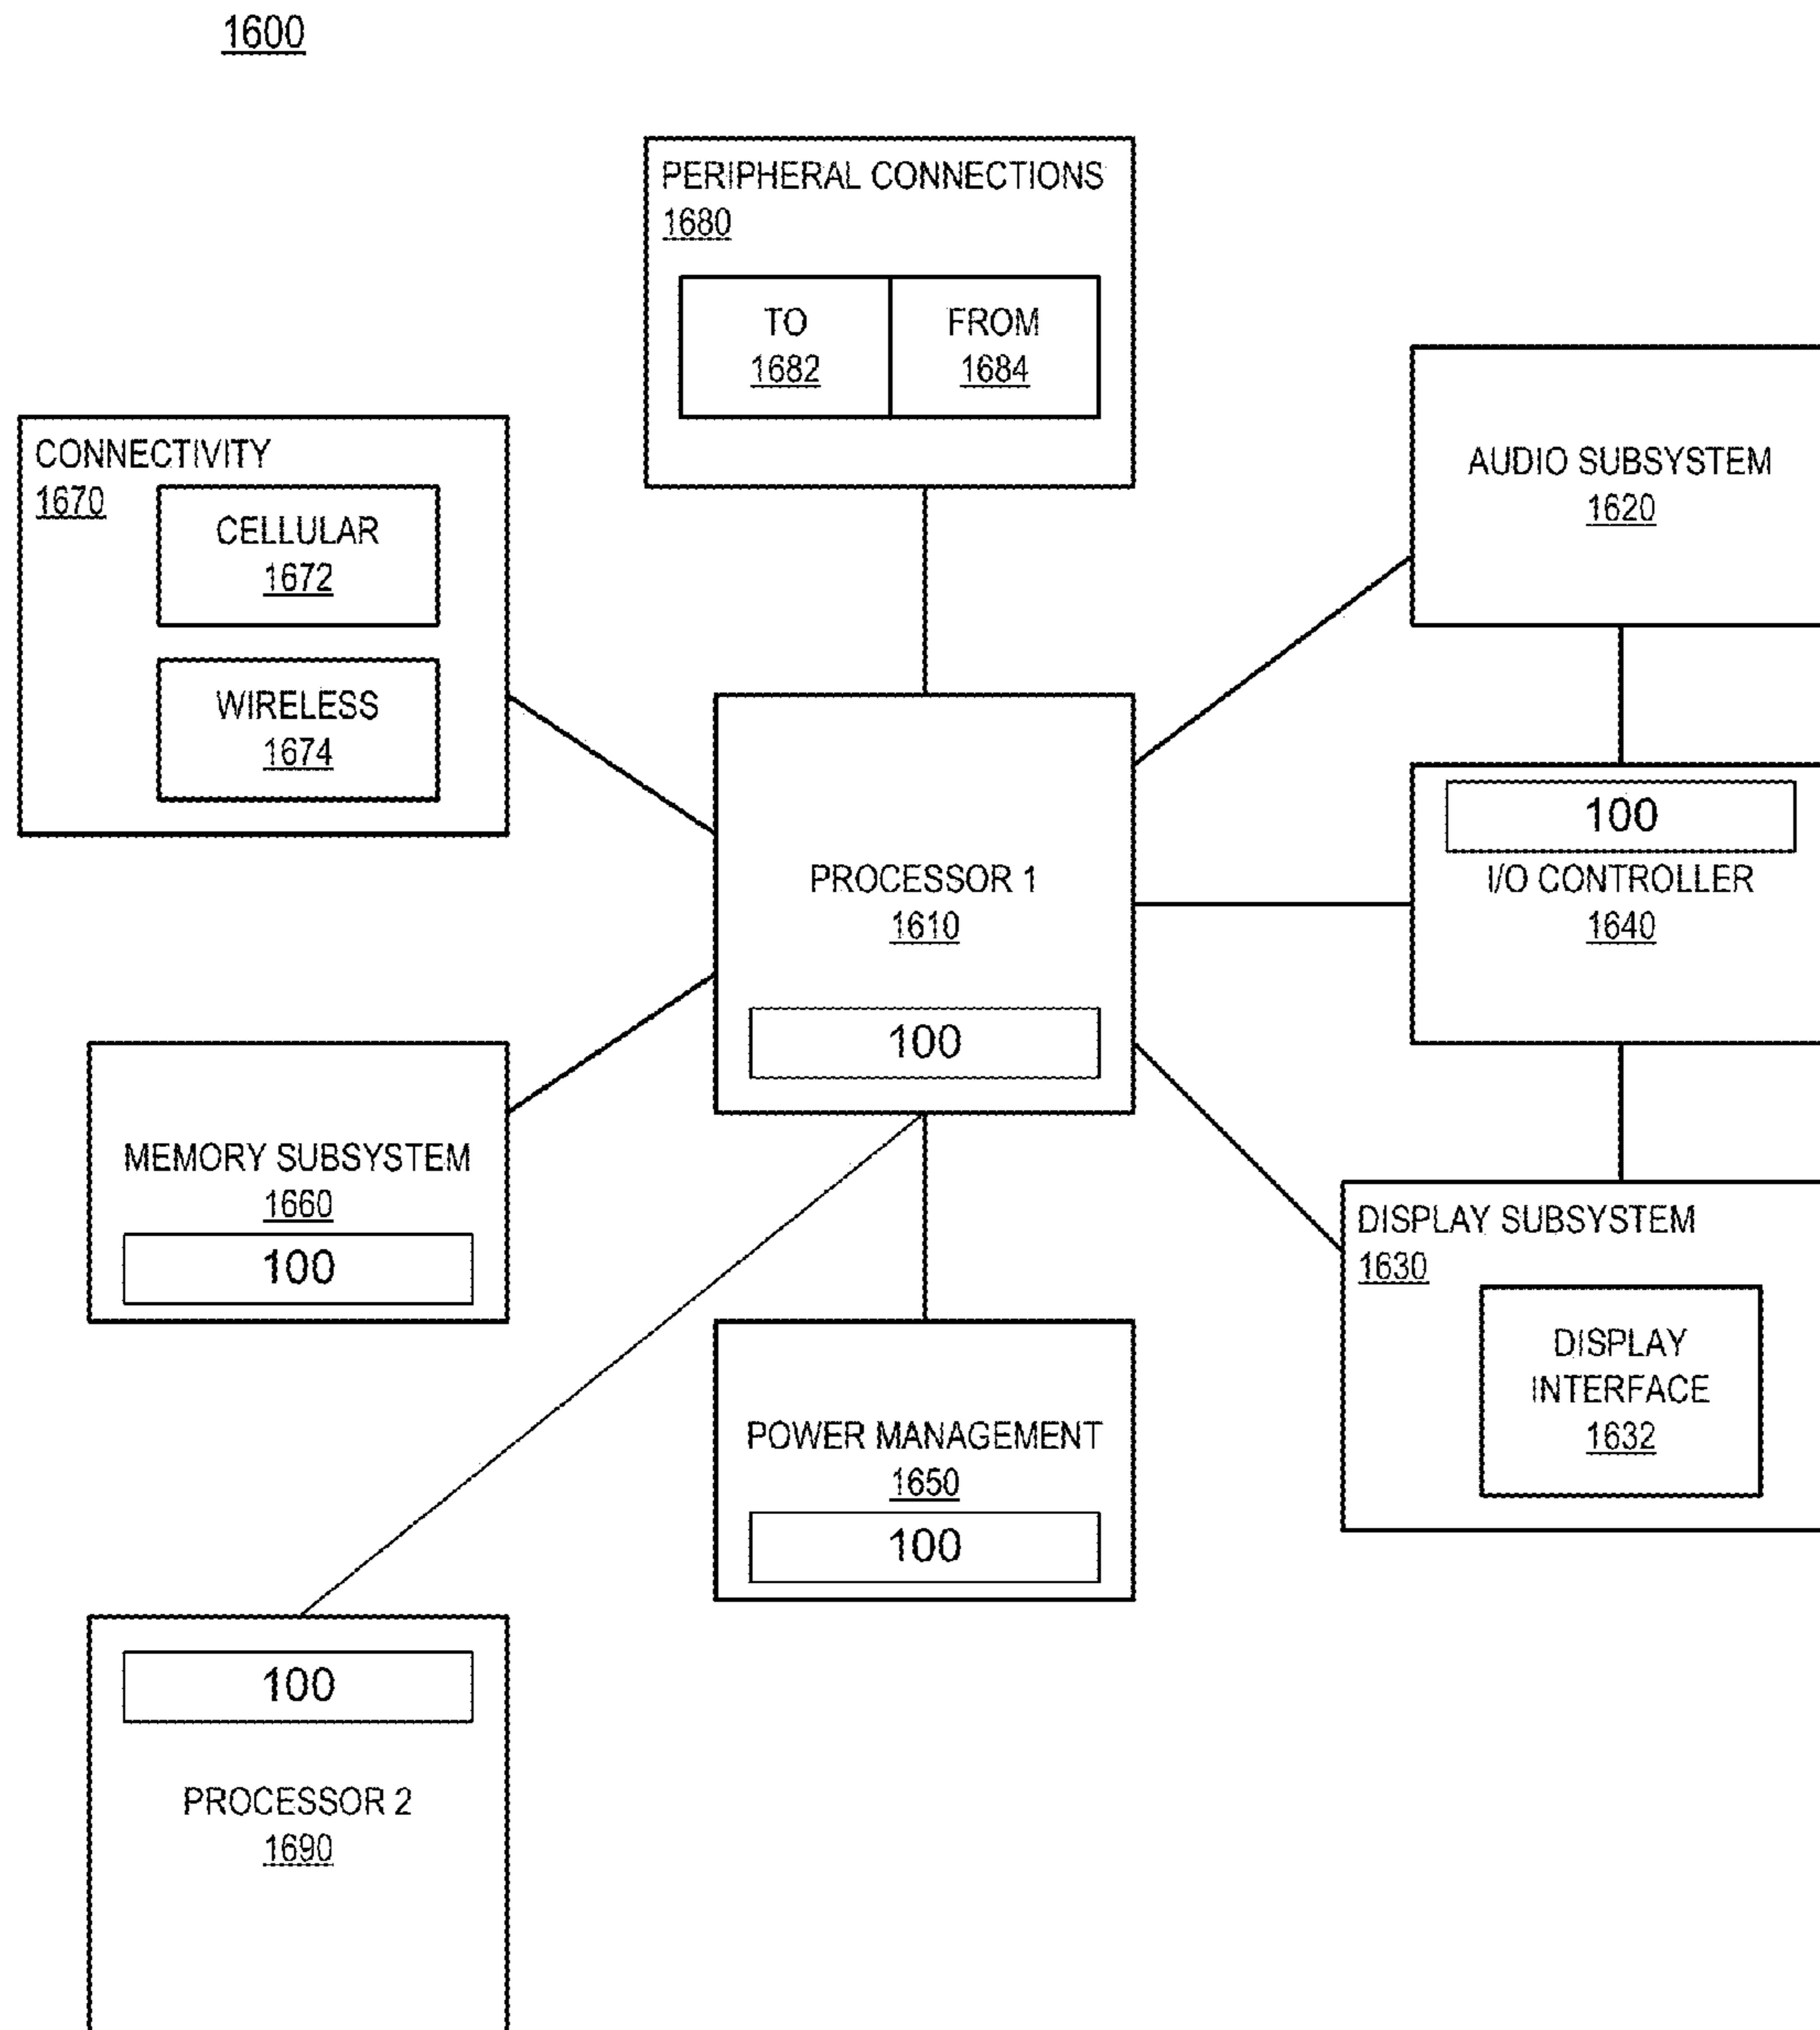 1600
PERIPHERAL CONNECTIONS
1680
TO
1682
FROM
1684
CONNECTIVITY
1670
CELLULAR
1672
WIRELESS
1674
AUDIO SUBSYSTEM
1620
PROCESSOR 1
1610
100
100
I/O CONTROLLER
1640
MEMORY SUBSYSTEM
1660
100
DISPLAY SUBSYSTEM
1630
DISPLAY
INTERFACE
1632
POWER MANAGEMENT
1650
100
100
PROCESSOR 2
1690